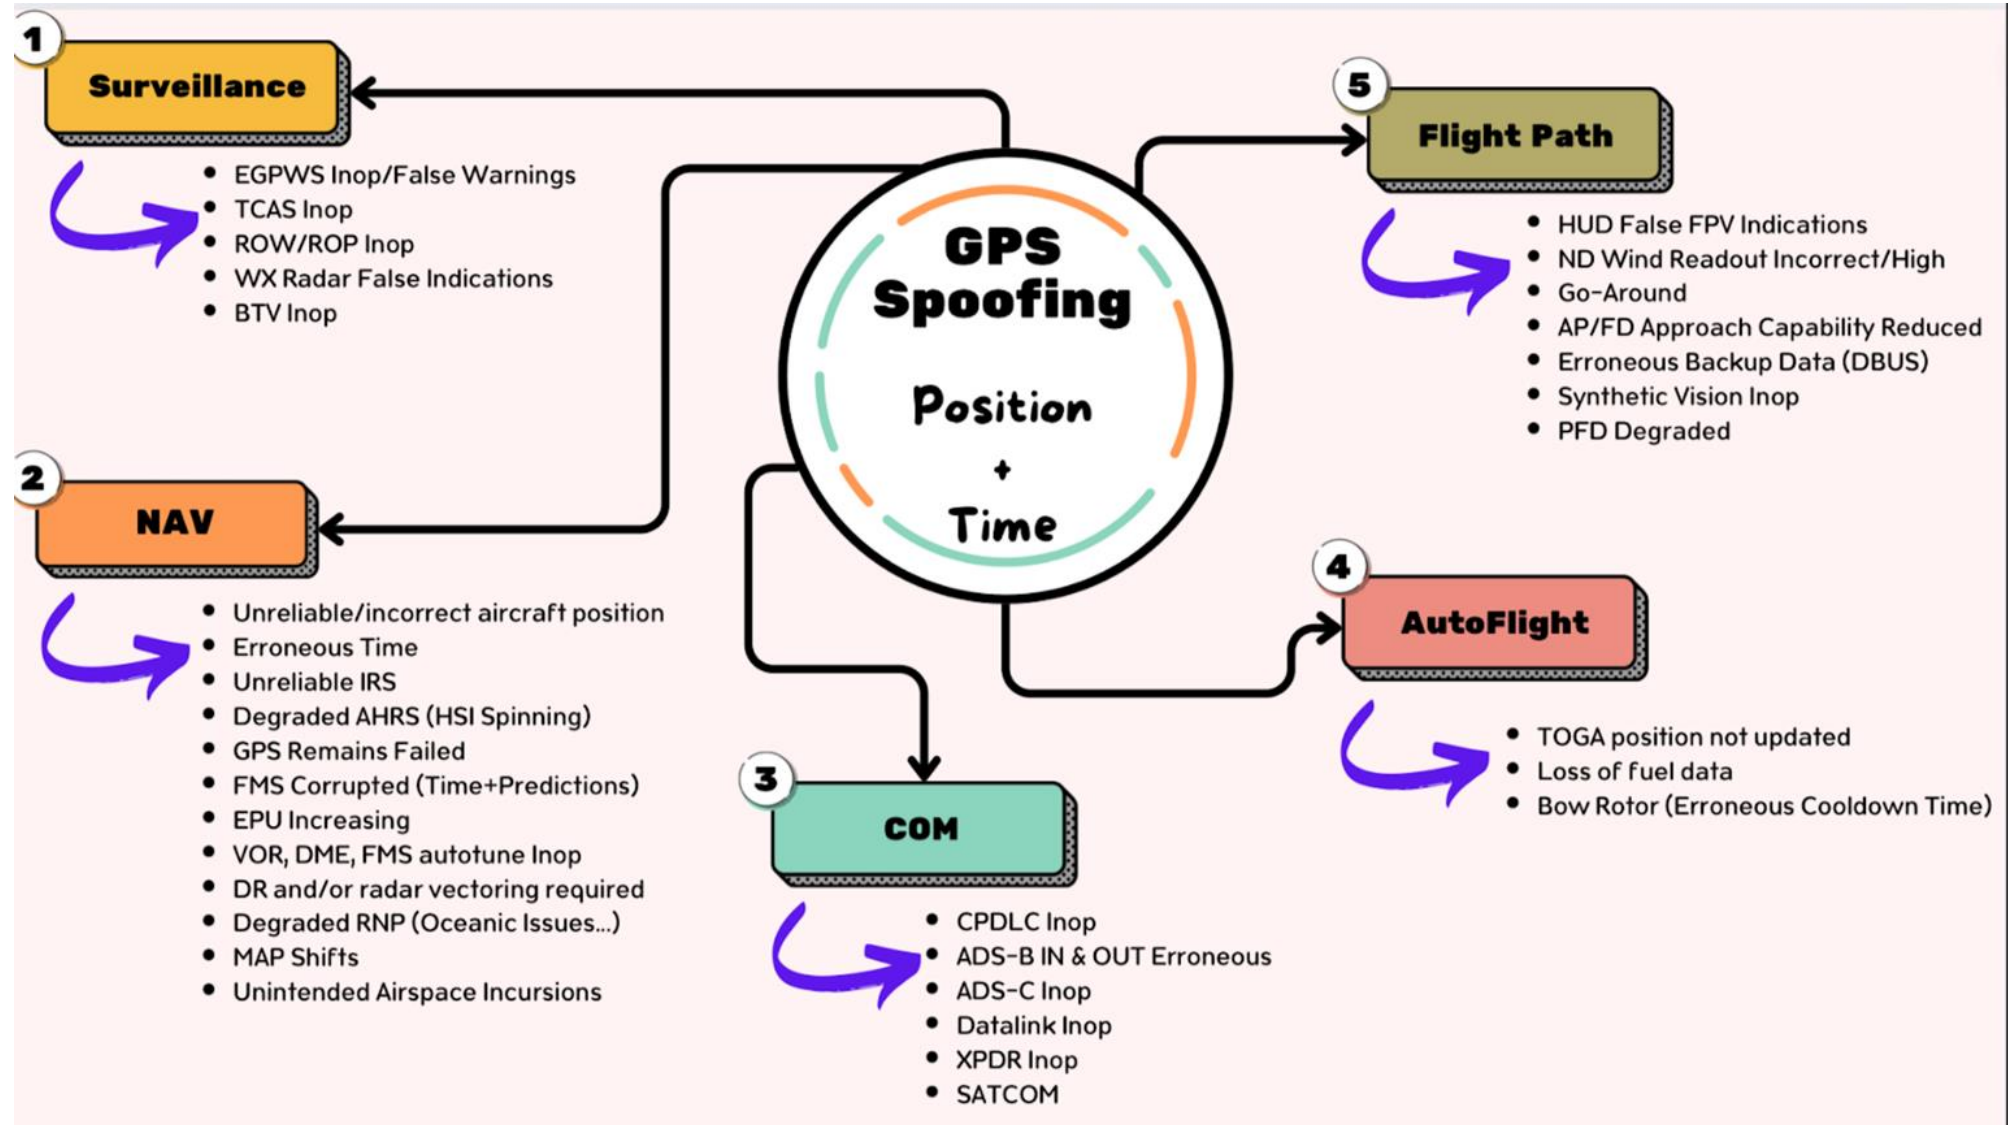 GPS
Spoofing
Position
+
Time
1
Surveillance
• EGPWS Inop/False Warnings
• TCAS Inop
• ROW/ROP Inop
• WX Radar False Indications
• BTV Inop
2
NAV
• Unreliable/incorrect aircraft position
• Erroneous Time
• Unreliable IRS
• Degraded AHRS (HSI Spinning)
• GPS Remains Failed
• FMS Corrupted (Time+Predictions)
• EPU Increasing
• VOR, DME, FMS autotune Inop
• DR and/or radar vectoring required
• Degraded RNP (Oceanic Issues...)
• MAP Shifts
• Unintended Airspace Incursions
3
COM
• CPDLC Inop
• ADS-B IN & OUT Erroneous
• ADS-C Inop
• Datalink Inop
• XPDR Inop
• SATCOM
4
AutoFlight
• TOGA position not updated
• Loss of fuel data
• Bow Rotor (Erroneous Cooldown Time)
5
Flight Path
• HUD False FPV Indications
• ND Wind Readout Incorrect/High
• Go-Around
• AP/FD Approach Capability Reduced
• Erroneous Backup Data (DBUS)
• Synthetic Vision Inop
• PFD Degraded